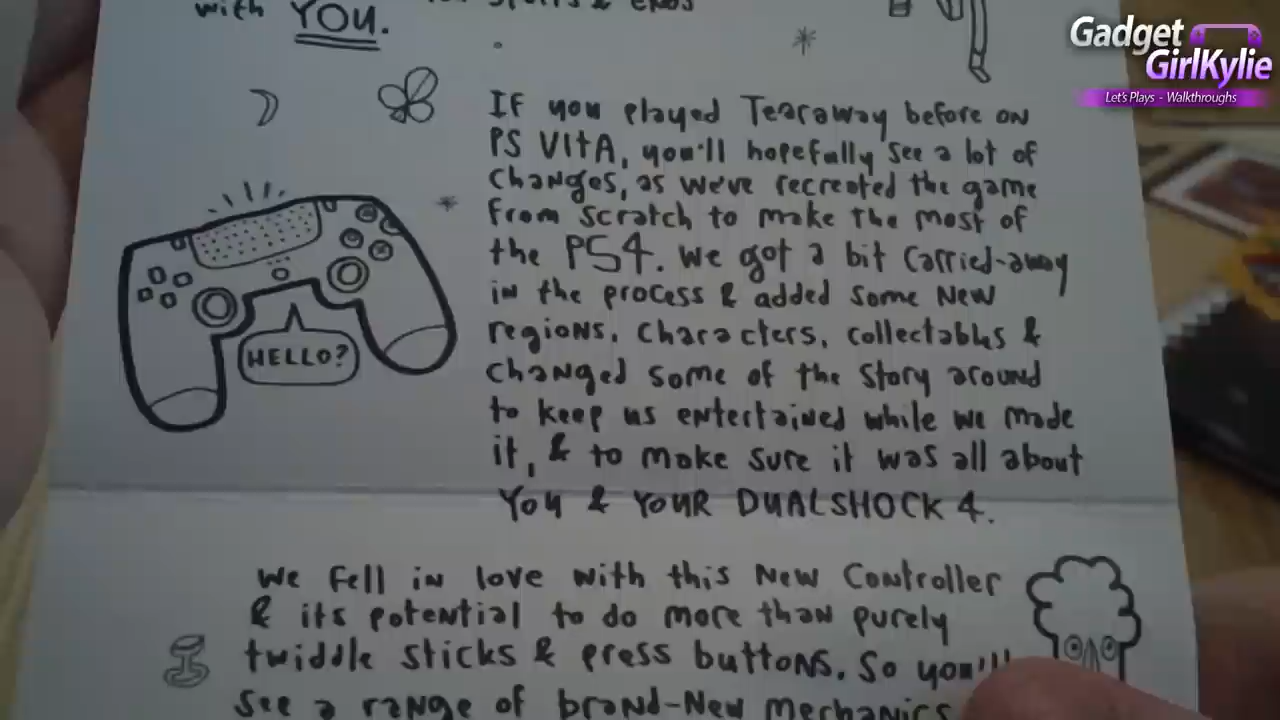 with YOU.
Gadget
GirlKylie
Let's Plays - Walkthroughs
If you played Tearaway before on
PS VITA, you'll hopefully see a lot of
changes, as we've recreated the game
from scratch to make the most of
the PS4. We got a bit carried-away
in the process & added some new
regions, characters, collectables &
changed some of the story around
to keep us entertained while we made
it, & to make sure it was all about
YOU & YOUR DUALSHOCK 4.
HELLO?
We fell in love with this new controller
& its potential to do more than purely
twiddle sticks & press buttons. So you'll
see a range of brand-new mechanics